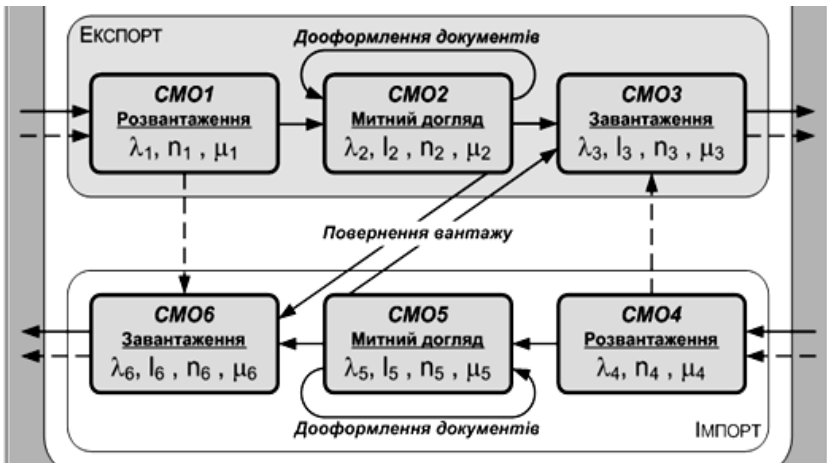 ЕКСПОРТ
Дооформлення документів
СМО1
Розвантаження
λ1, n1 , μ1
СМО2
Митний догляд
λ2, l2 , n2 , μ2
СМО3
Завантаження
λ3, l3 , n3 , μ3
Повернення вантажу
СМО6
Завантаження
λ6, l6 , n6 , μ6
СМО5
Митний догляд
λ5, l5 , n5 , μ5
СМО4
Розвантаження
λ4, n4 , μ4
Дооформлення документів
ІМПОРТ